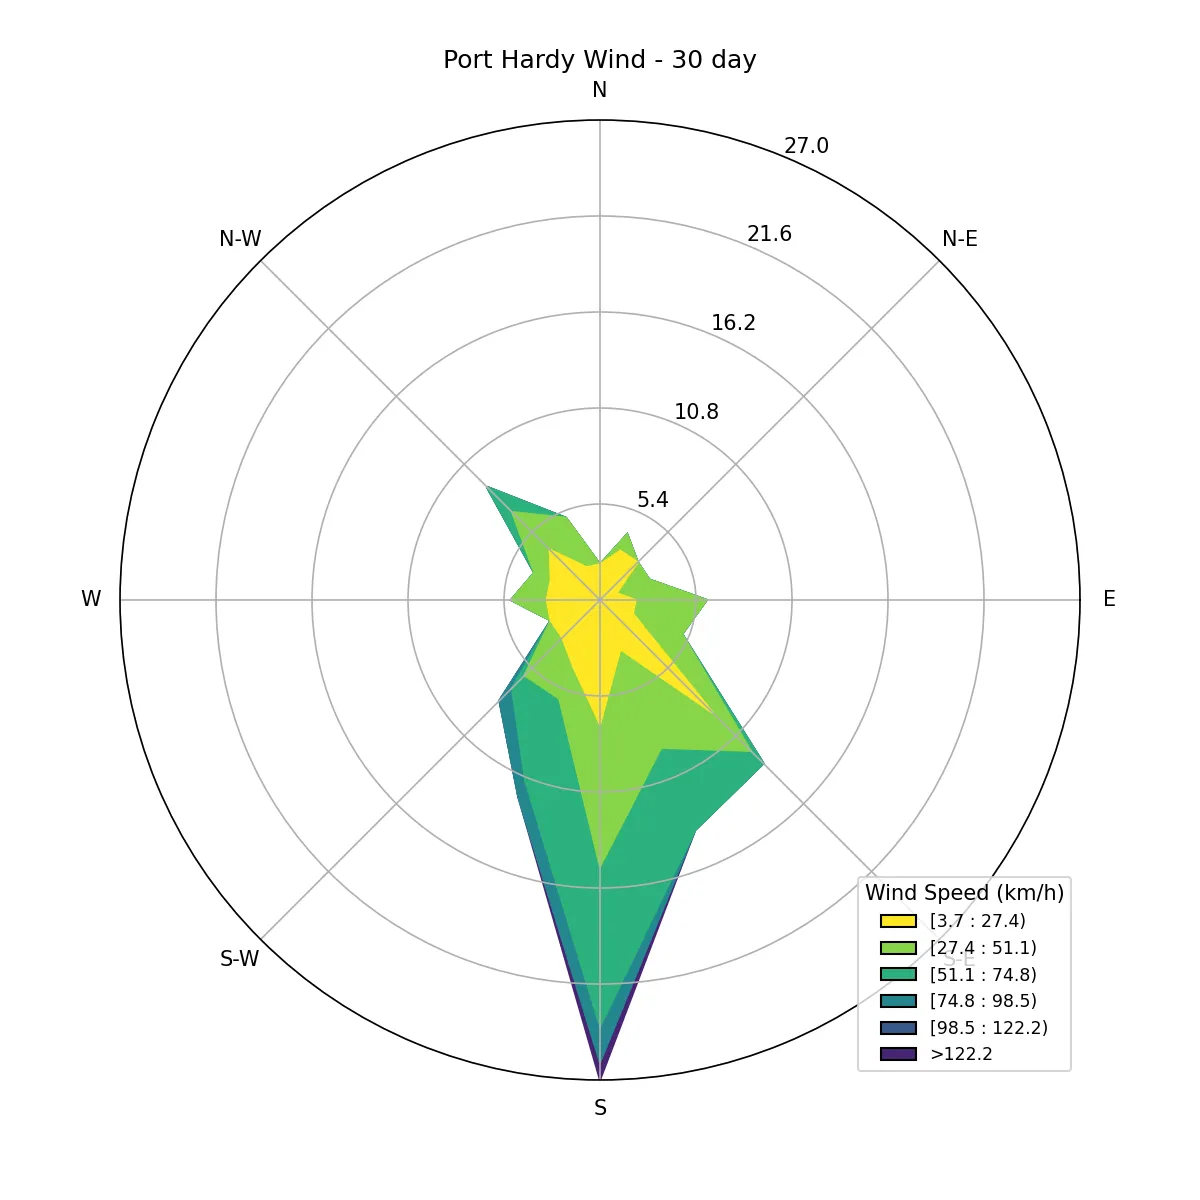 Port Hardy Wind - 30 day
N
27.0
N-W
21.6
N-E
16.2
10.8
5.4
W
E
S-W
S-E
Wind Speed (km/h)
[3.7 : 27.4)
[27.4 : 51.1)
[51.1 : 74.8)
[74.8 : 98.5)
[98.5 : 122.2)
>122.2
S